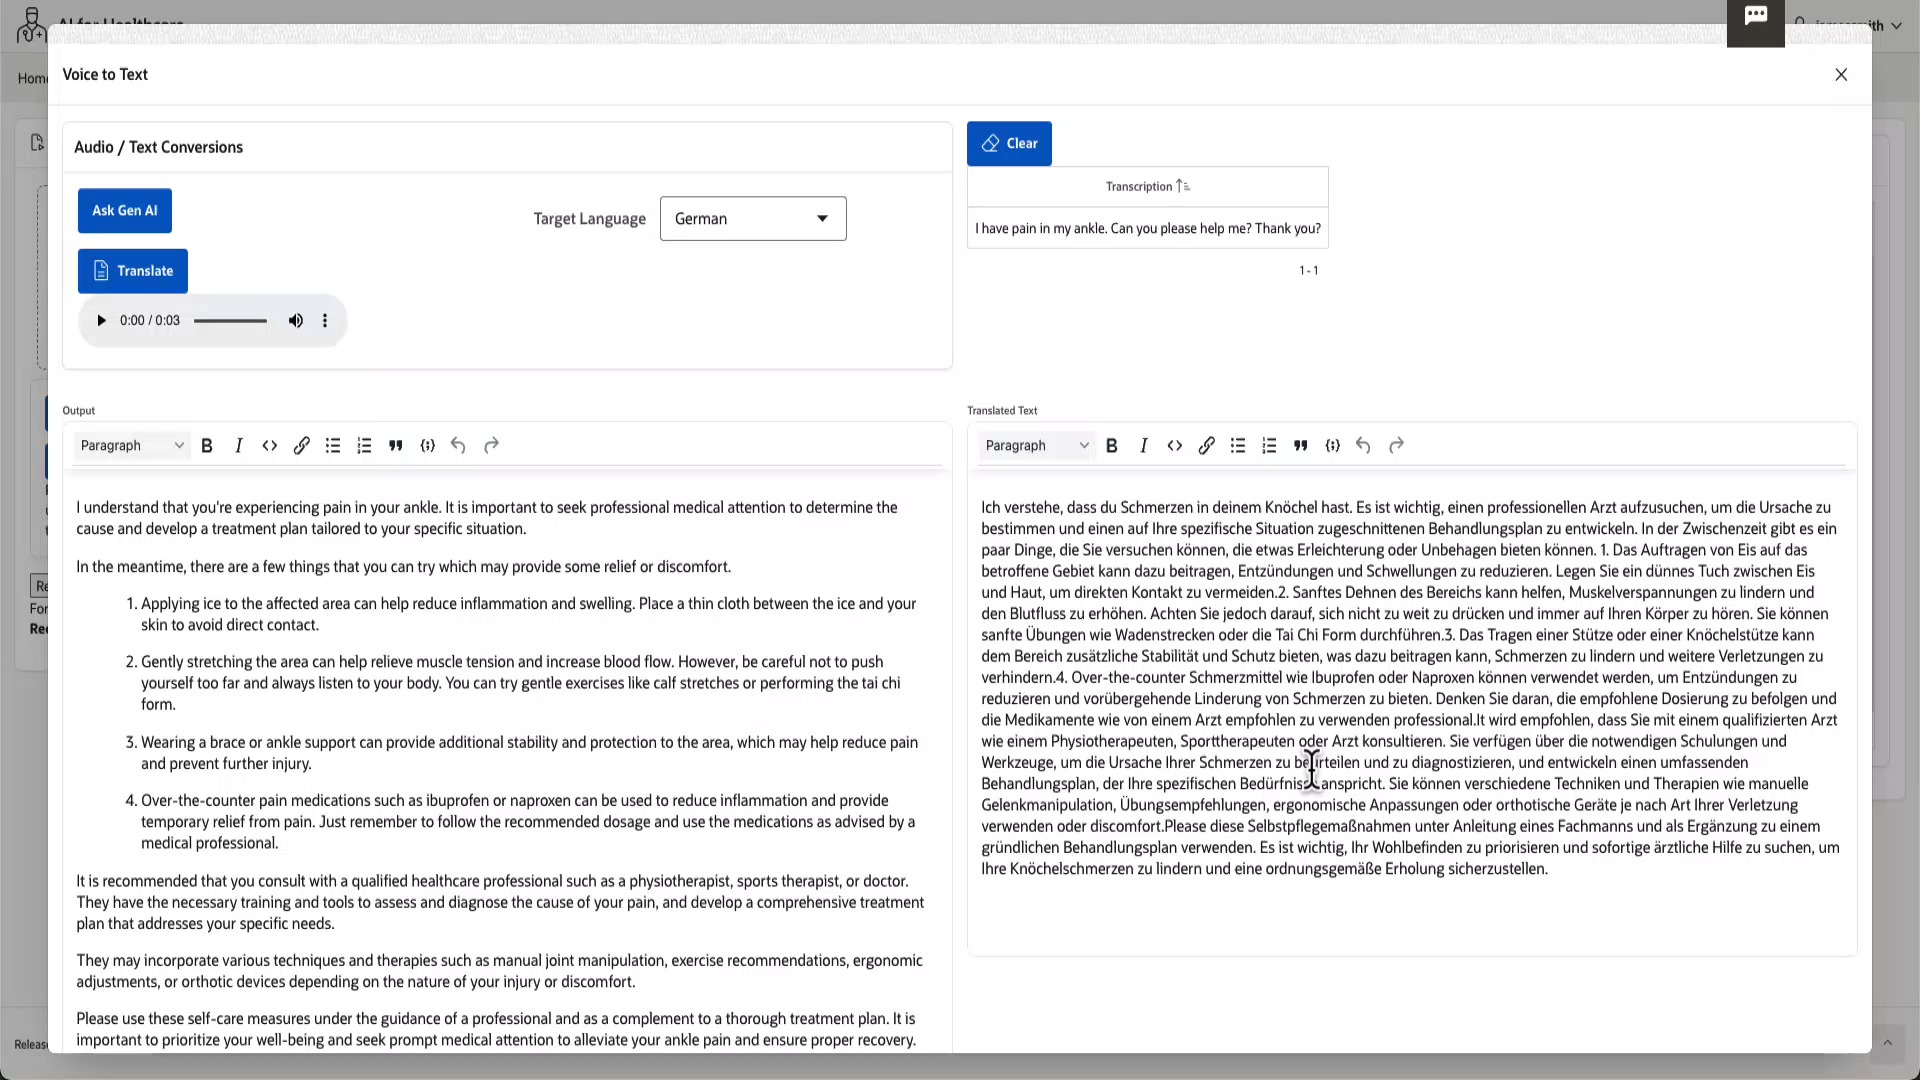 AI for Healthcare
Home
Voice to Text
Audio / Text Conversions
Ask Gen AI
Target Language
German
Translate
0:00 / 0:03
Clear
Transcription
I have pain in my ankle. Can you please help me? Thank you?
1 - 1
Output
Paragraph
I understand that you're experiencing pain in your ankle. It is important to seek professional medical attention to determine the
cause and develop a treatment plan tailored to your specific situation.
In the meantime, there are a few things that you can try which may provide some relief or discomfort.
1. Applying ice to the affected area can help reduce inflammation and swelling. Place a thin cloth between the ice and your
skin to avoid direct contact.
2. Gently stretching the area can help relieve muscle tension and increase blood flow. However, be careful not to push
yourself too far and always listen to your body. You can try gentle exercises like calf stretches or performing the tai chi
form.
3. Wearing a brace or ankle support can provide additional stability and protection to the area, which may help reduce pain
and prevent further injury.
4. Over-the-counter pain medications such as ibuprofen or naproxen can be used to reduce inflammation and provide
temporary relief from pain. Just remember to follow the recommended dosage and use the medications as advised by a
medical professional.
It is recommended that you consult with a qualified healthcare professional such as a physiotherapist, sports therapist, or doctor.
They have the necessary training and tools to assess and diagnose the cause of your pain, and develop a comprehensive treatment
plan that addresses your specific needs.
They may incorporate various techniques and therapies such as manual joint manipulation, exercise recommendations, ergonomic
adjustments, or orthotic devices depending on the nature of your injury or discomfort.
Please use these self-care measures under the guidance of a professional and as a complement to a thorough treatment plan. It is
important to prioritize your well-being and seek prompt medical attention to alleviate your ankle pain and ensure proper recovery.
Translated Text
Paragraph
Ich verstehe, dass du Schmerzen in deinem Knöchel hast. Es ist wichtig, einen professionellen Arzt aufzusuchen, um die Ursache zu
bestimmen und einen auf Ihre spezifische Situation zugeschnittenen Behandlungsplan zu entwickeln. In der Zwischenzeit gibt es ein
paar Dinge, die Sie versuchen können, die etwas Erleichterung oder Unbehagen bieten können. 1. Das Auftragen von Eis auf das
betroffene Gebiet kann dazu beitragen, Entzündungen und Schwellungen zu reduzieren. Legen Sie ein dünnes Tuch zwischen Eis
und Haut, um direkten Kontakt zu vermeiden.2. Sanftes Dehnen des Bereichs kann helfen, Muskelverspannungen zu lindern und
den Blutfluss zu erhöhen. Achten Sie jedoch darauf, sich nicht zu weit zu drücken und immer auf Ihren Körper zu hören. Sie können
sanfte Übungen wie Wadenstrecken oder die Tai Chi Form durchführen.3. Das Tragen einer Stütze oder einer Knöchelstütze kann
dem Bereich zusätzliche Stabilität und Schutz bieten, was dazu beitragen kann, Schmerzen zu lindern und weitere Verletzungen zu
verhindern.4. Over-the-counter Schmerzmittel wie Ibuprofen oder Naproxen können verwendet werden, um Entzündungen zu
reduzieren und vorübergehende Linderung von Schmerzen zu bieten. Denken Sie daran, die empfohlene Dosierung zu befolgen und
die Medikamente wie von einem Arzt empfohlen zu verwenden professional.It wird empfohlen, dass Sie mit einem qualifizierten Arzt
wie einem Physiotherapeuten, Sporttherapeuten oder Arzt konsultieren. Sie verfügen über die notwendigen Schulungen und
Werkzeuge, um die Ursache Ihrer Schmerzen zu beurteilen und zu diagnostizieren, und entwickeln einen umfassenden
Behandlungsplan, der Ihre spezifischen Bedürfnisse anspricht. Sie können verschiedene Techniken und Therapien wie manuelle
Gelenkmanipulation, Übungsempfehlungen, ergonomische Anpassungen oder orthotische Geräte je nach Art Ihrer Verletzung
verwenden oder discomfort.Please diese Selbstpflegemaßnahmen unter Anleitung eines Fachmanns und als Ergänzung zu einem
gründlichen Behandlungsplan verwenden. Es ist wichtig, Ihr Wohlbefinden zu priorisieren und sofortige ärztliche Hilfe zu suchen, um
Ihre Knöchelschmerzen zu lindern und eine ordnungsgemäße Erholung sicherzustellen.